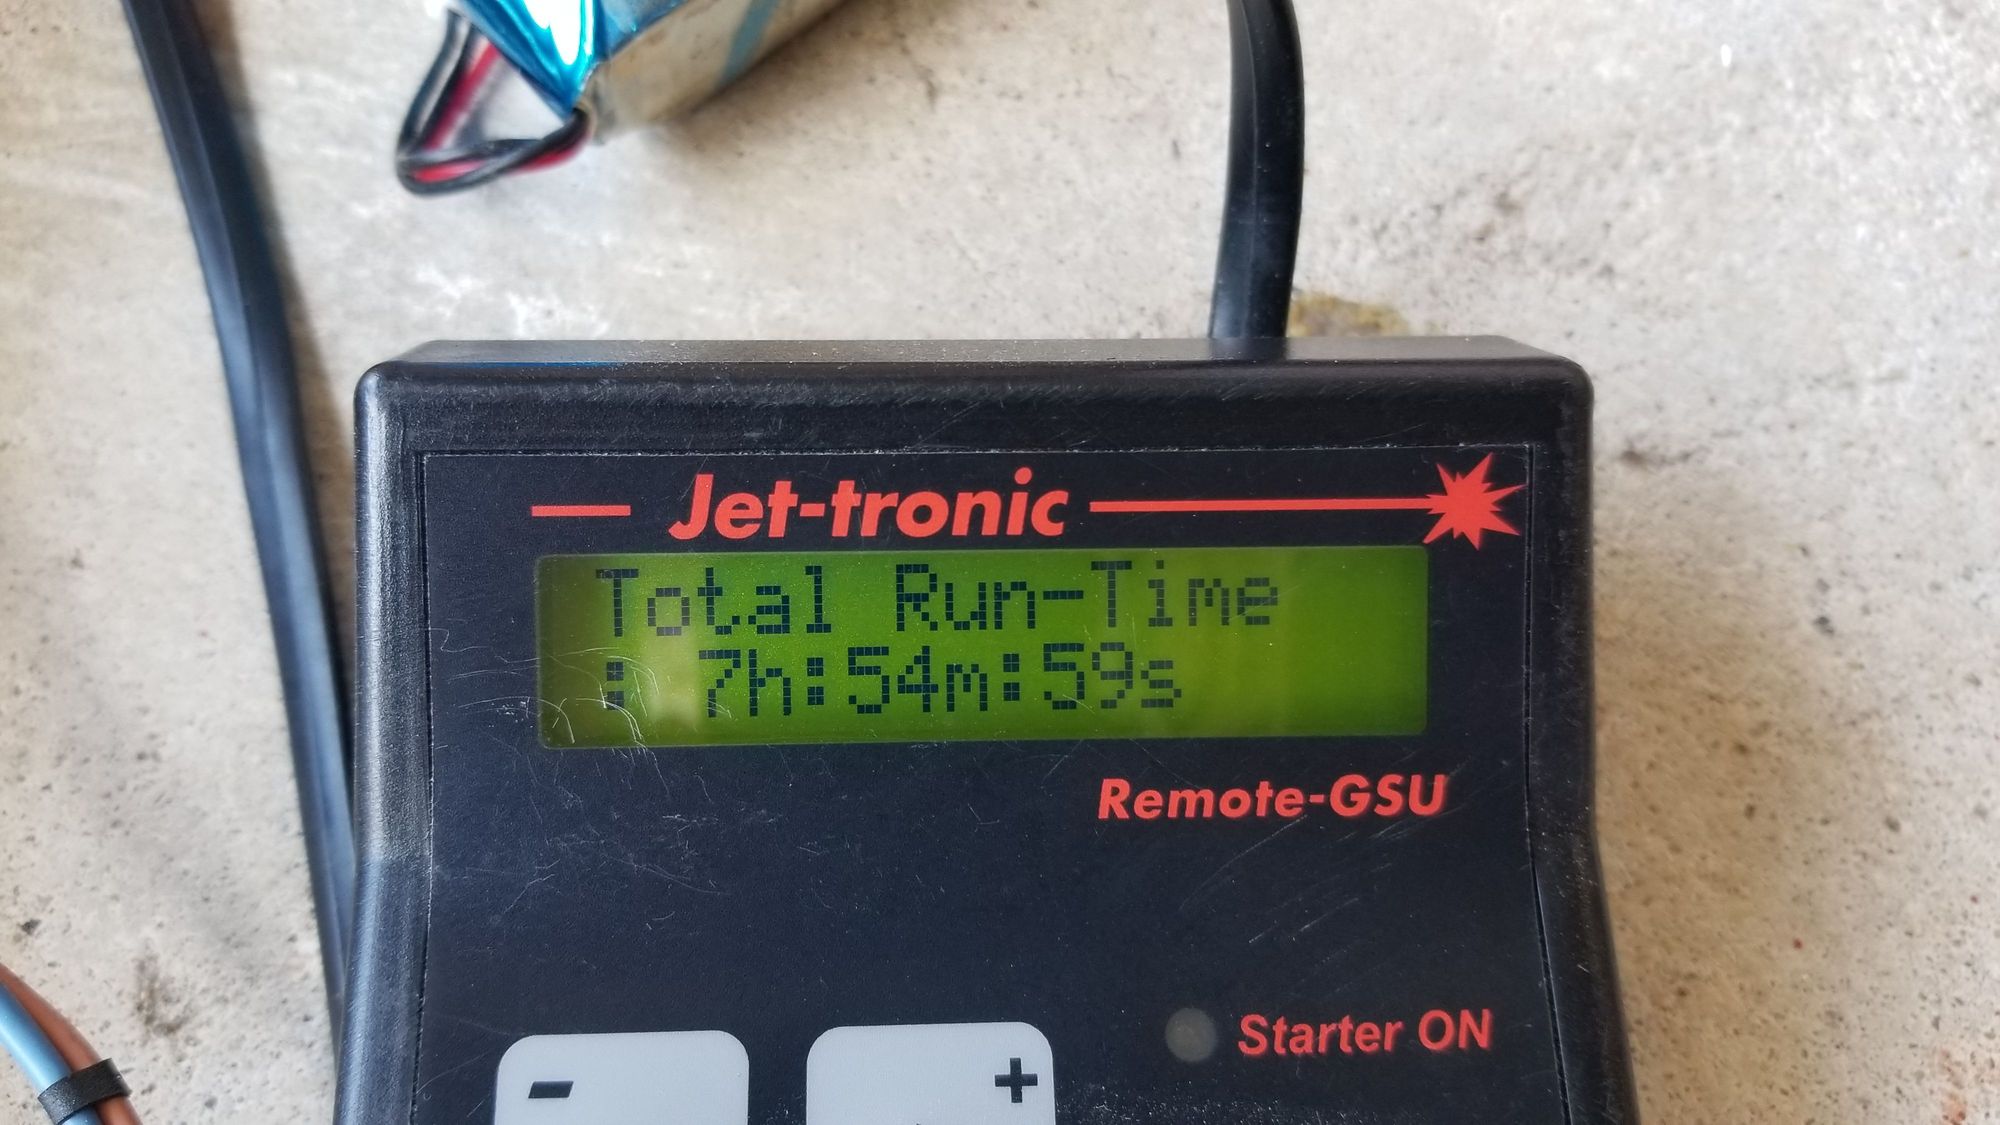 Jet-tronic
Total Run-Time
: 7h:54m:59s
Remote-GSU
Starter ON
- +